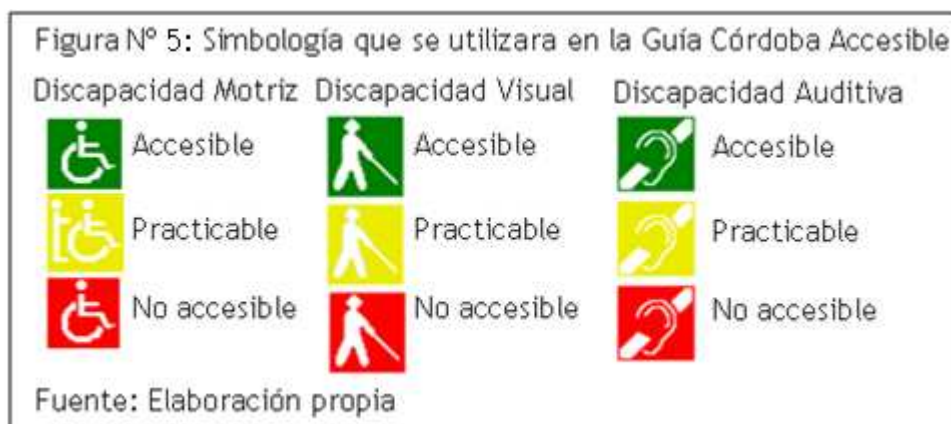 Figura Nº 5: Simbología que se utilizara en la Guía Córdoba Accesible
Discapacidad Motriz Discapacidad Visual Discapacidad Auditiva
Accesible Accesible Accesible
Practicable Practicable Practicable
No accesible No accesible No accesible
Fuente: Elaboración propia